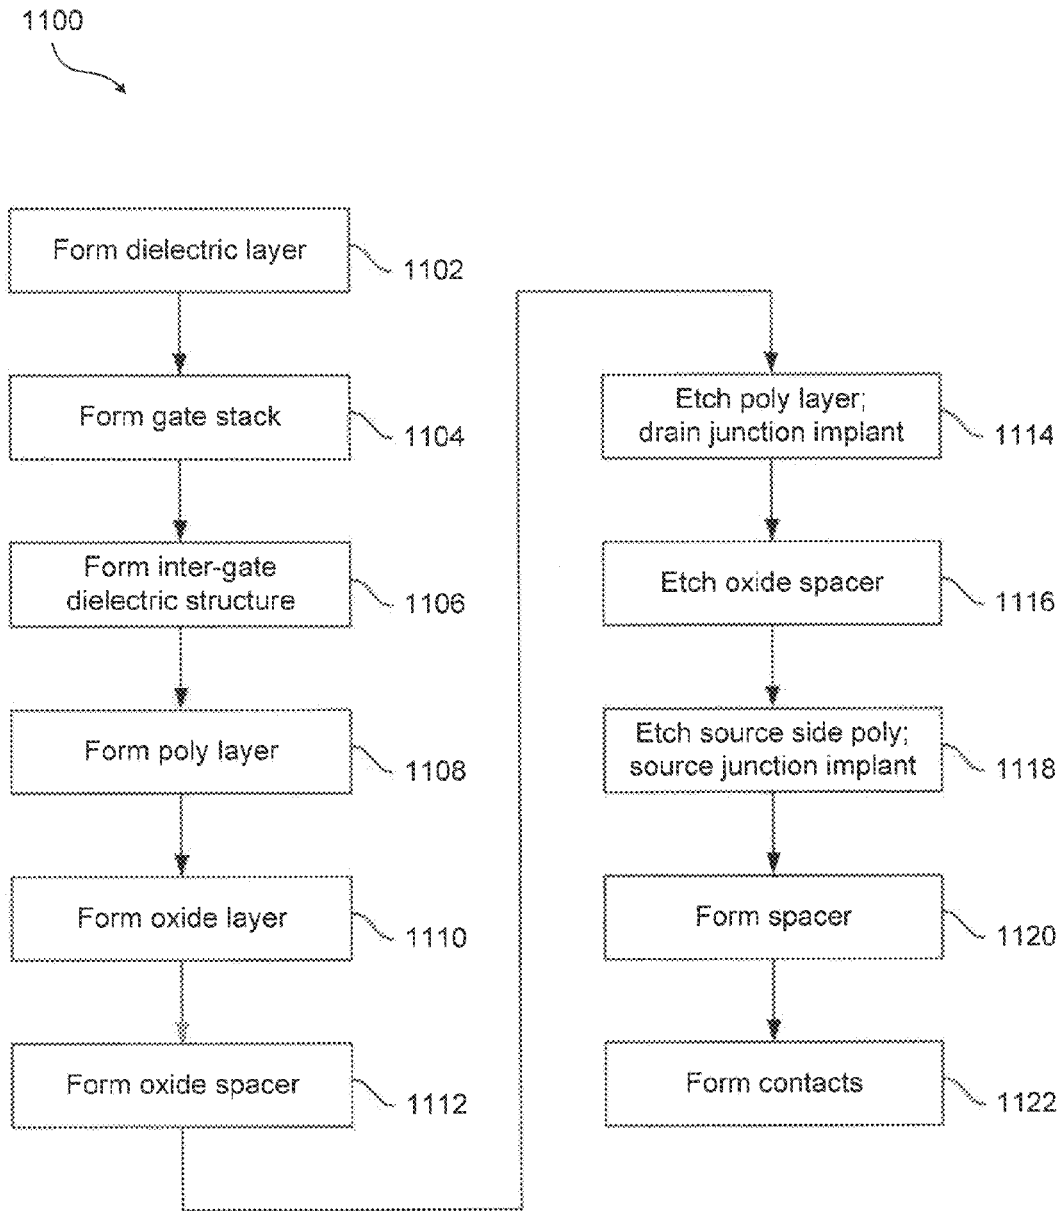 1100
Form dielectric layer
1102
Form gate stack
1104
Form inter-gate
dielectric structure
1106
Form poly layer
1108
Form oxide layer
1110
Form oxide spacer
1112
Etch poly layer;
drain junction implant
1114
Etch oxide spacer
1116
Etch source side poly;
source junction implant
1118
Form spacer
1120
Form contacts
1122